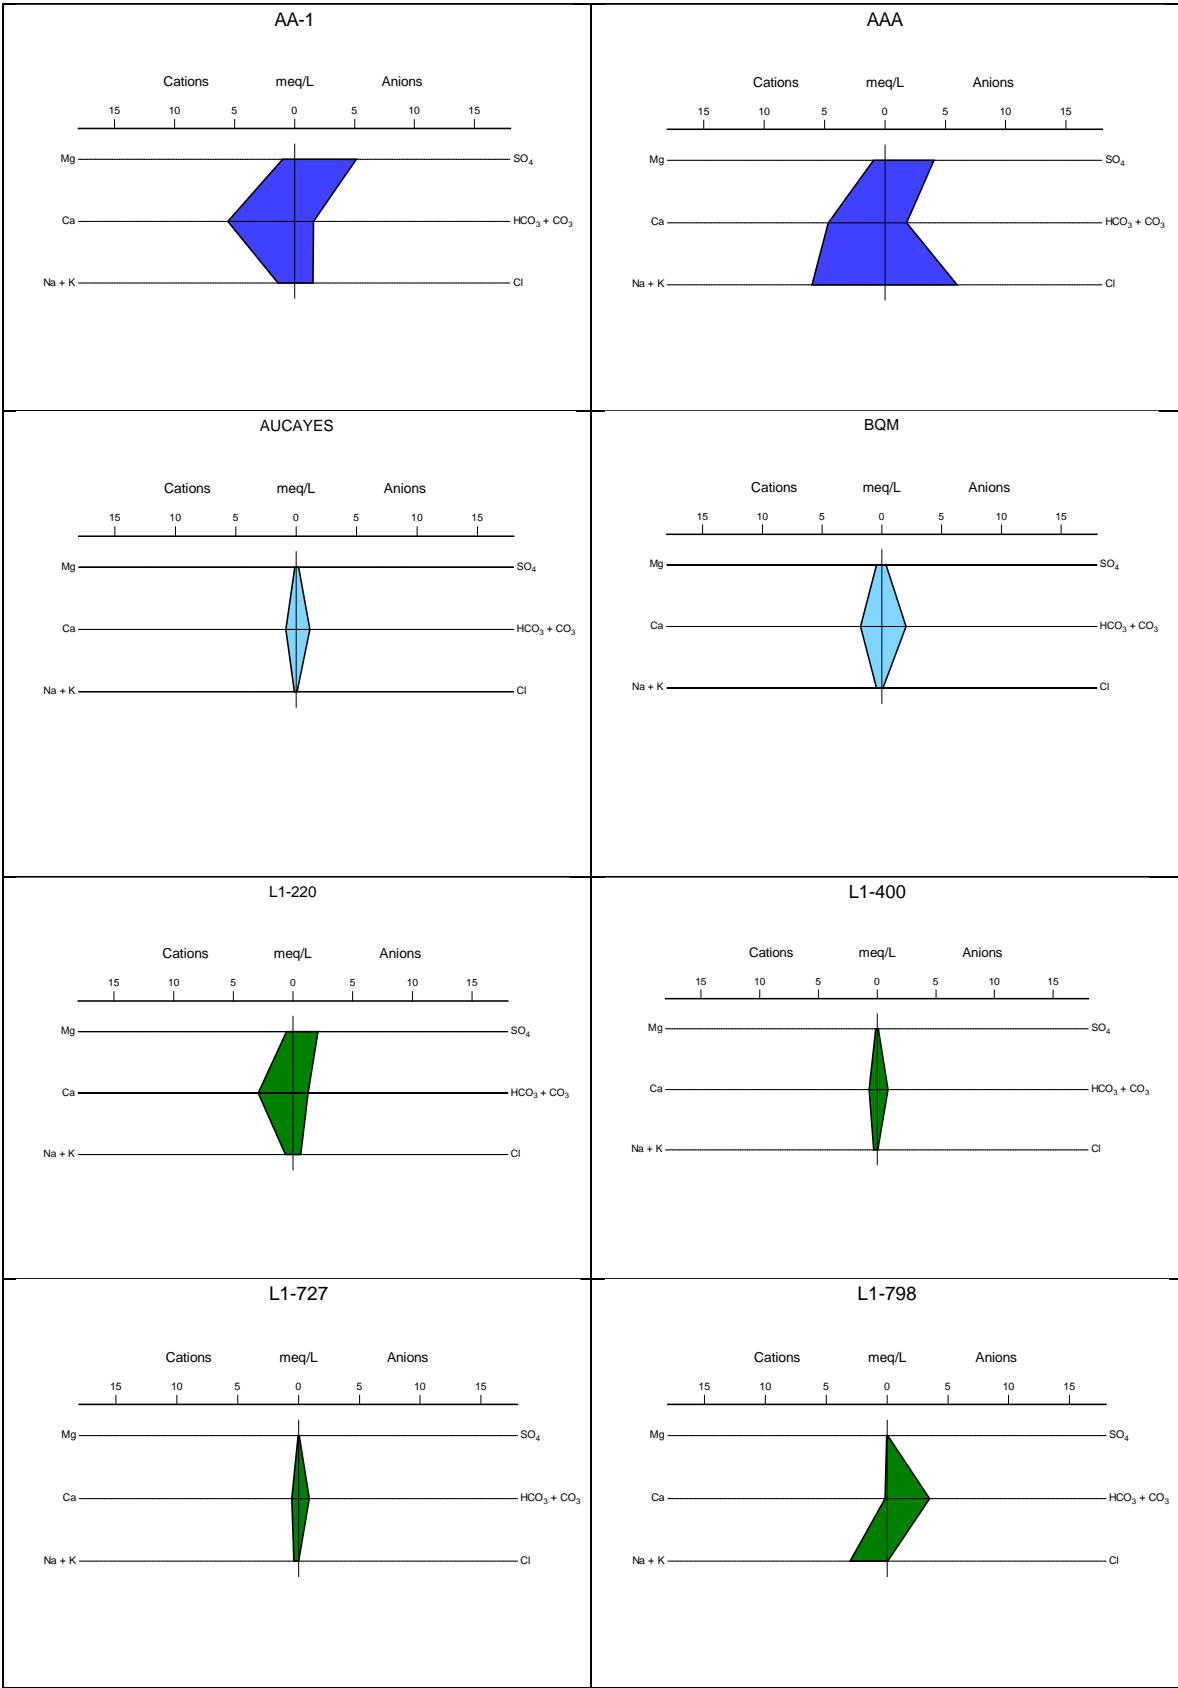 AA-1
Cations meq/L Anions
15 10 5 0 5 10 15
Mg SO₄
Ca HCO₃ + CO₃
Na + K Cl
AAA
Cations meq/L Anions
15 10 5 0 5 10 15
Mg SO₄
Ca HCO₃ + CO₃
Na + K Cl
AUCAYES
Cations meq/L Anions
15 10 5 0 5 10 15
Mg SO₄
Ca HCO₃ + CO₃
Na + K Cl
BQM
Cations meq/L Anions
15 10 5 0 5 10 15
Mg SO₄
Ca HCO₃ + CO₃
Na + K Cl
L1-220
Cations meq/L Anions
15 10 5 0 5 10 15
Mg SO₄
Ca HCO₃ + CO₃
Na + K Cl
L1-400
Cations meq/L Anions
15 10 5 0 5 10 15
Mg SO₄
Ca HCO₃ + CO₃
Na + K Cl
L1-727
Cations meq/L Anions
15 10 5 0 5 10 15
Mg SO₄
Ca HCO₃ + CO₃
Na + K Cl
L1-798
Cations meq/L Anions
15 10 5 0 5 10 15
Mg SO₄
Ca HCO₃ + CO₃
Na + K Cl